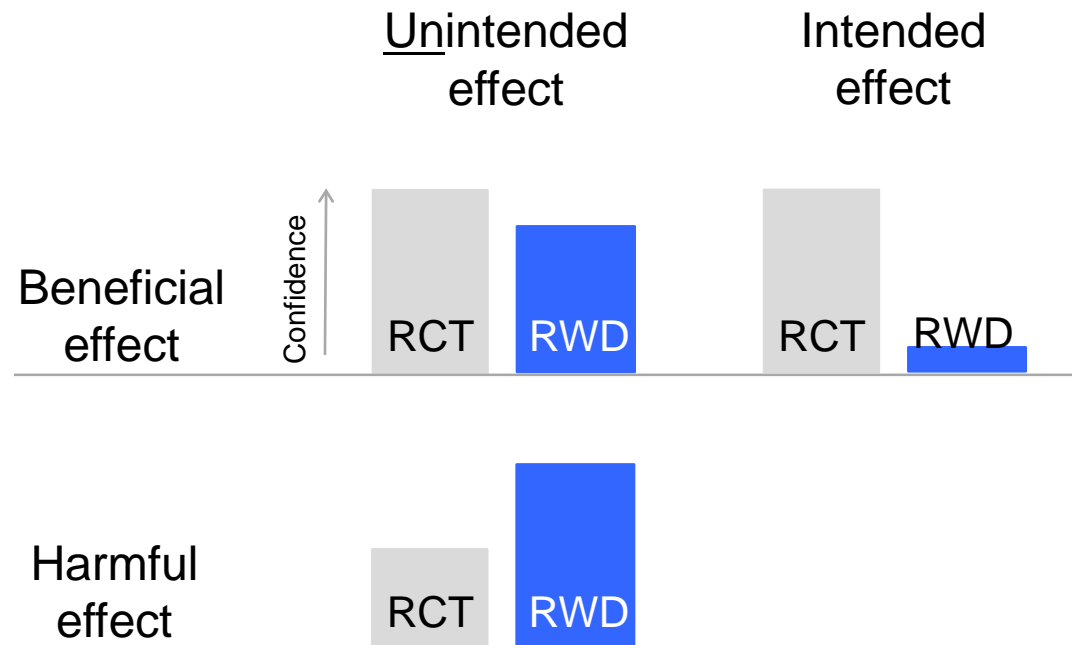 Unintended
effect
Intended
effect
Beneficial
effect
Confidence
RCT
RWD
RCT
RWD
Harmful
effect
RCT
RWD